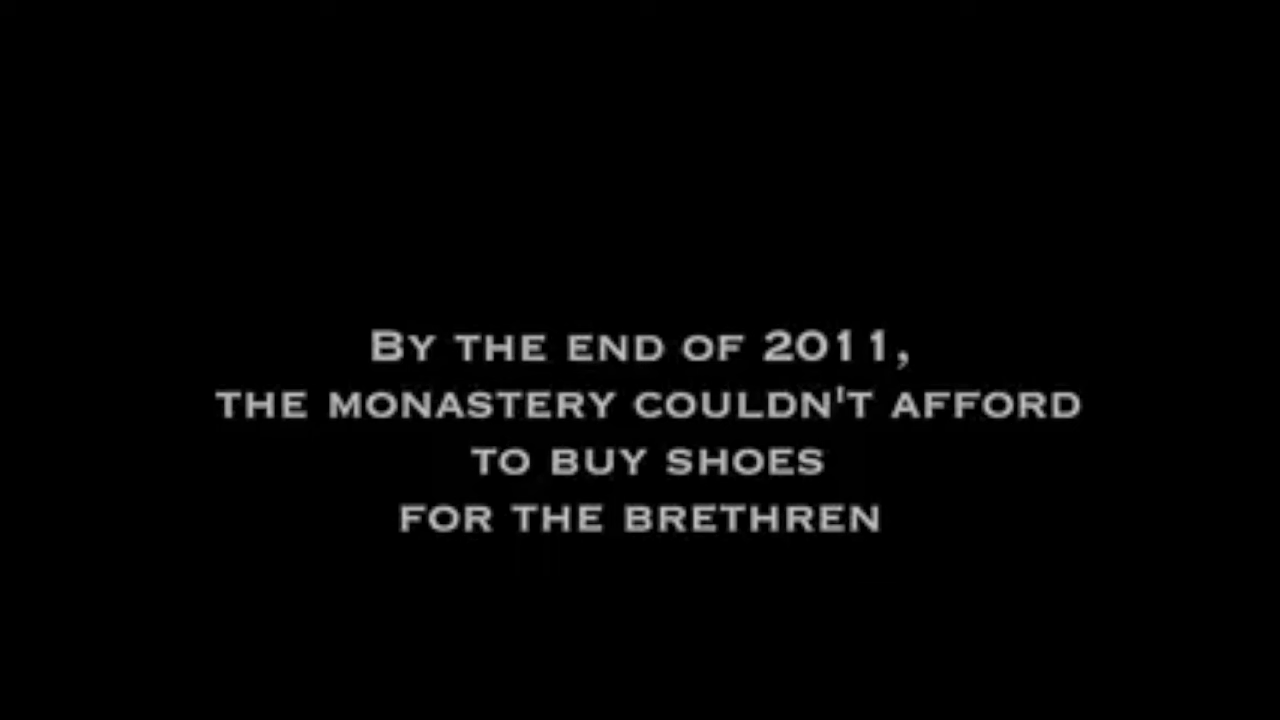 By the end of 2011,
the monastery couldn't afford
to buy shoes
for the brethren